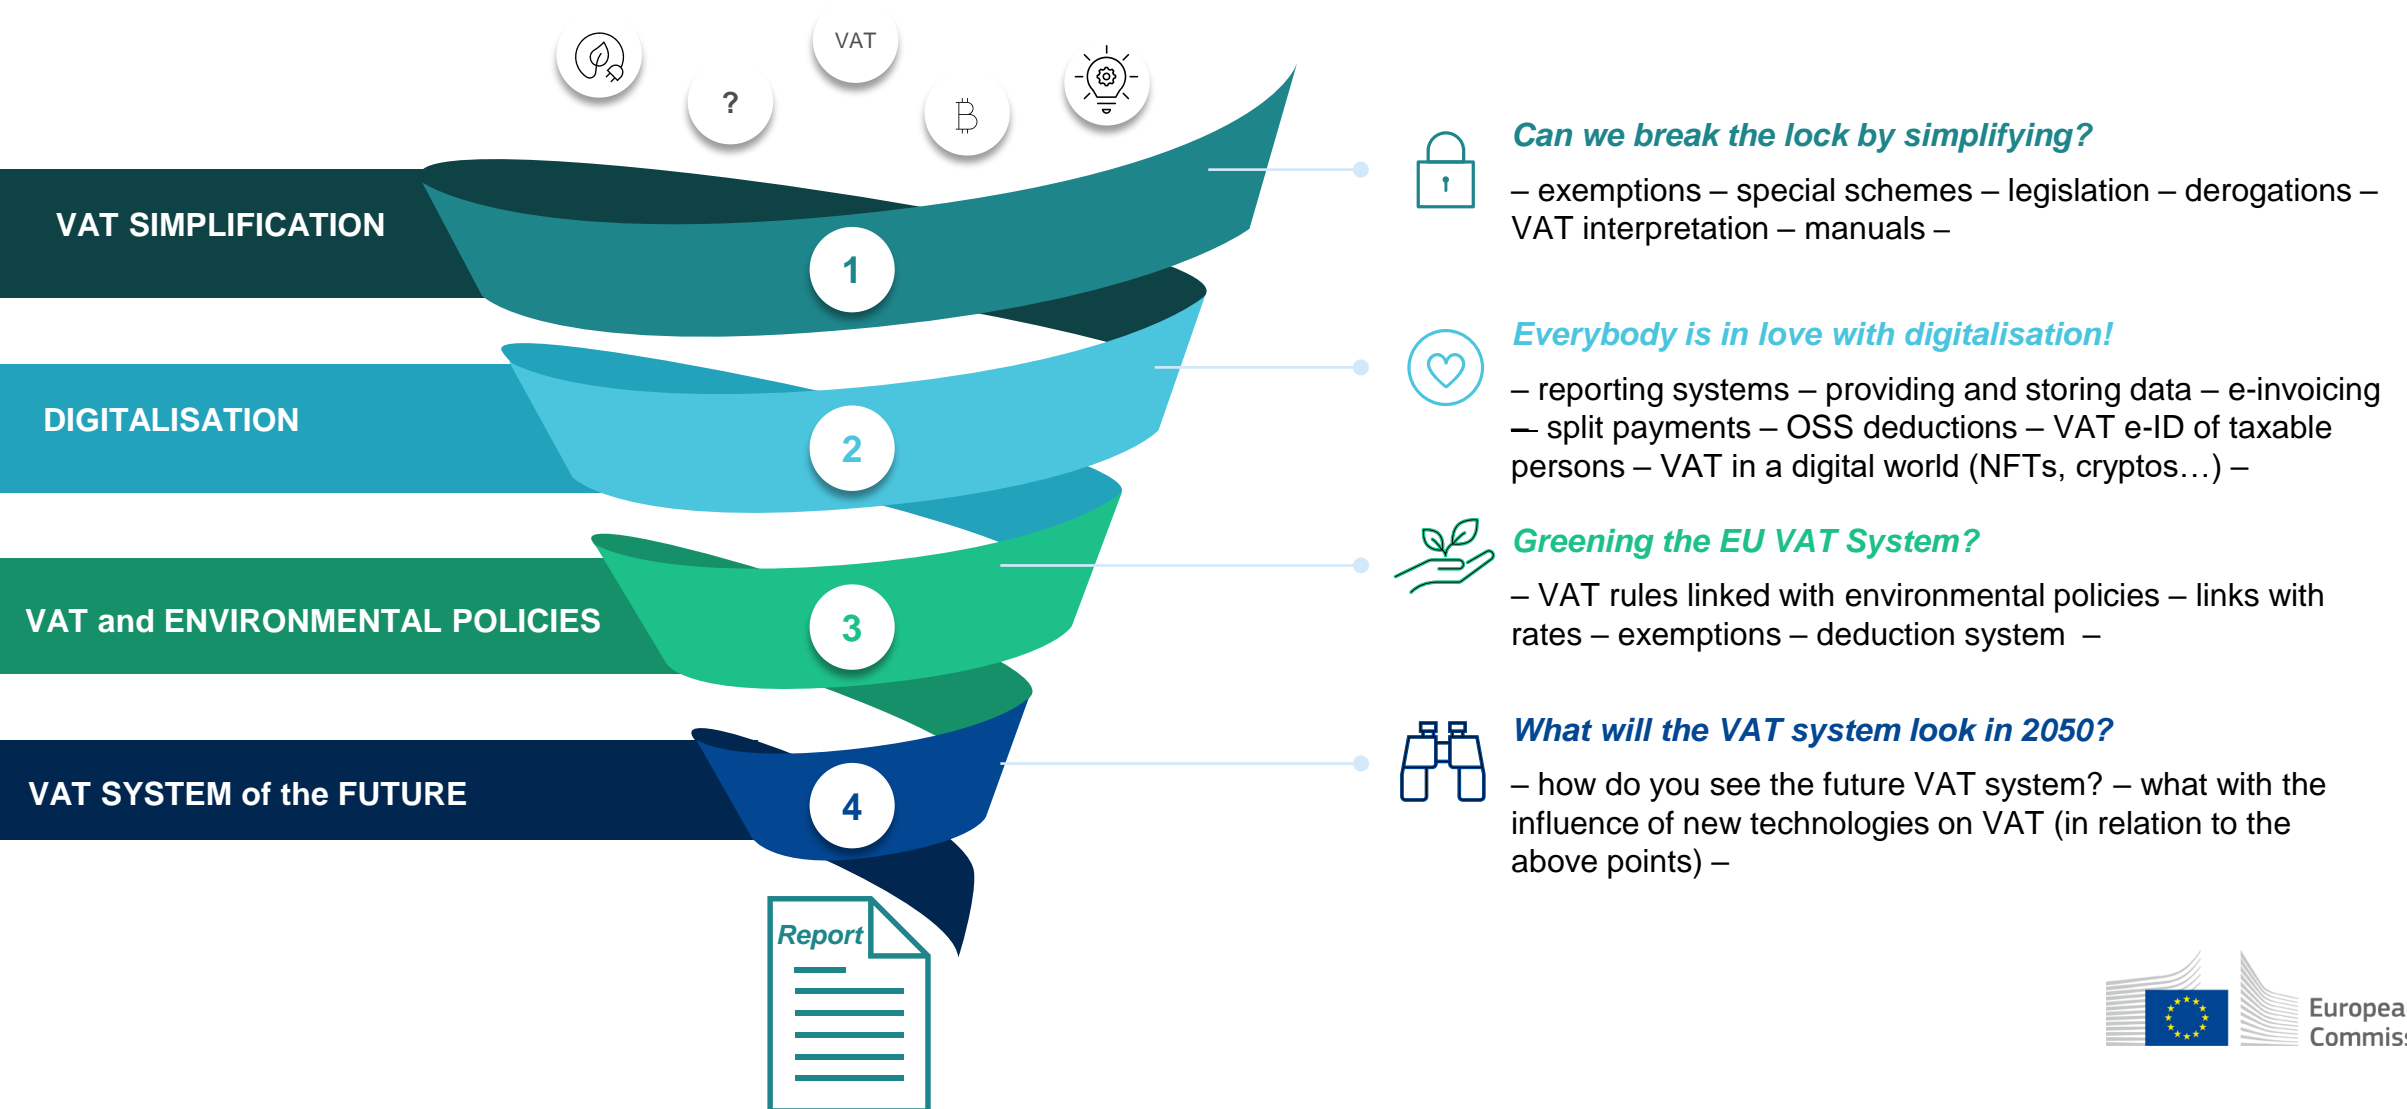 VAT
?
₿
VAT SIMPLIFICATION
1
Can we break the lock by simplifying?
– exemptions – special schemes – legislation – derogations –
VAT interpretation – manuals –
DIGITALISATION
2
Everybody is in love with digitalisation!
– reporting systems – providing and storing data – e-invoicing
– split payments – OSS deductions – VAT e-ID of taxable
persons – VAT in a digital world (NFTs, cryptos…) –
VAT and ENVIRONMENTAL POLICIES
3
Greening the EU VAT System?
– VAT rules linked with environmental policies – links with
rates – exemptions – deduction system –
VAT SYSTEM of the FUTURE
4
What will the VAT system look in 2050?
– how do you see the future VAT system? – what with the
influence of new technologies on VAT (in relation to the
above points) –
Report
Europea
Commiss